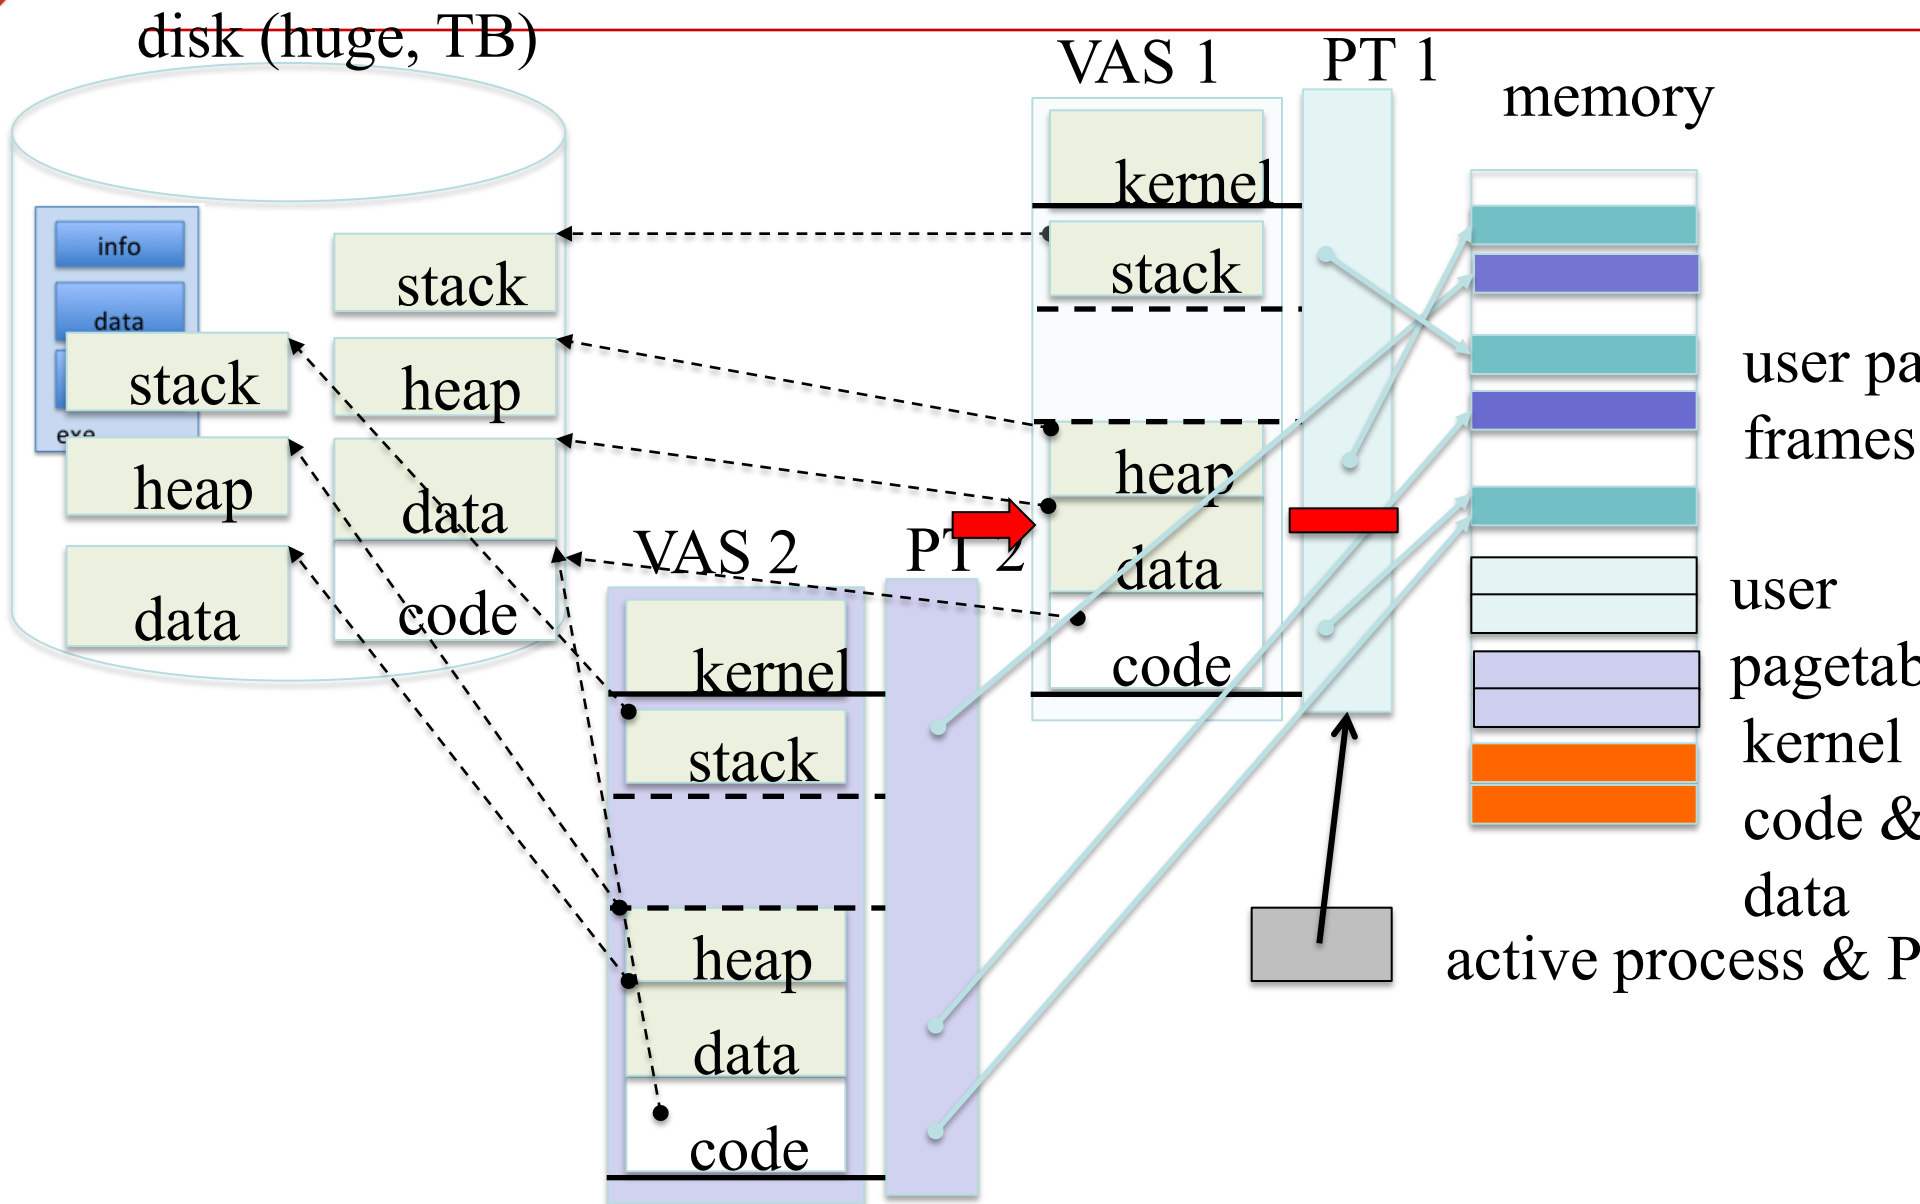 disk (huge, TB)
VAS 1
PT 1
memory
info
data
exe
stack
heap
data
stack
heap
data
code
kernel
stack
heap
data
code
VAS 2
PT 2
kernel
stack
heap
data
code
user pa
frames
user
pagetab
kernel
code &
data
active process & P